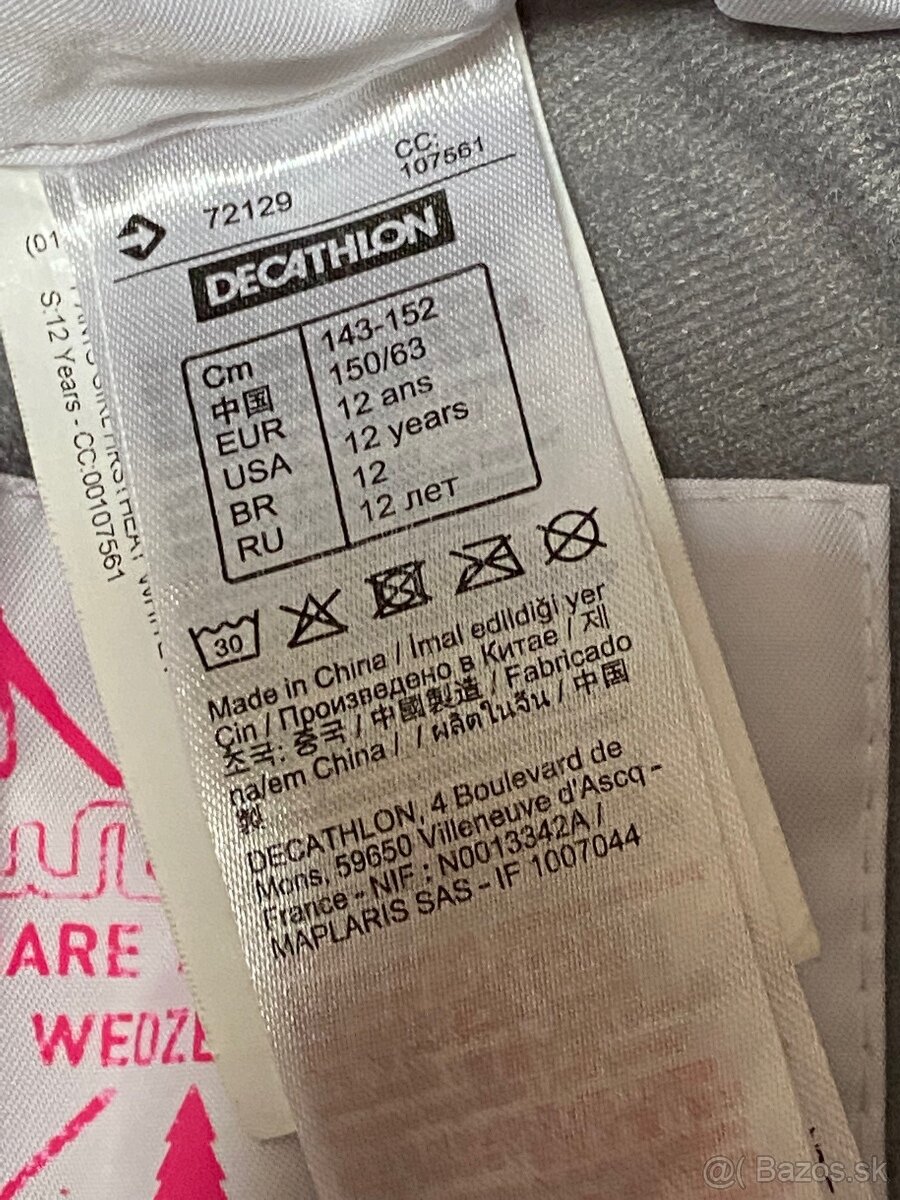 CC:
107561
72129
DECATHLON
Cm 143-152
中国 150/63
EUR 12 ans
USA 12 years
BR 12
RU 12 лет
30
Made in China / İmal edildiği yer
Çin / Произведено в Китае / 제
조국: 중국 / 中國製造 / Fabricado
na/em China / / ผลิตในจีน / 中国
製
DECATHLON, 4 Boulevard de
Mons, 59650 Villeneuve d'Ascq -
France - NIF : N0013342A /
MAPLARIS SAS - IF 1007044
(01
S:12 Years - CC:00107561
ARE
WEDZE
@( Bazos.sk